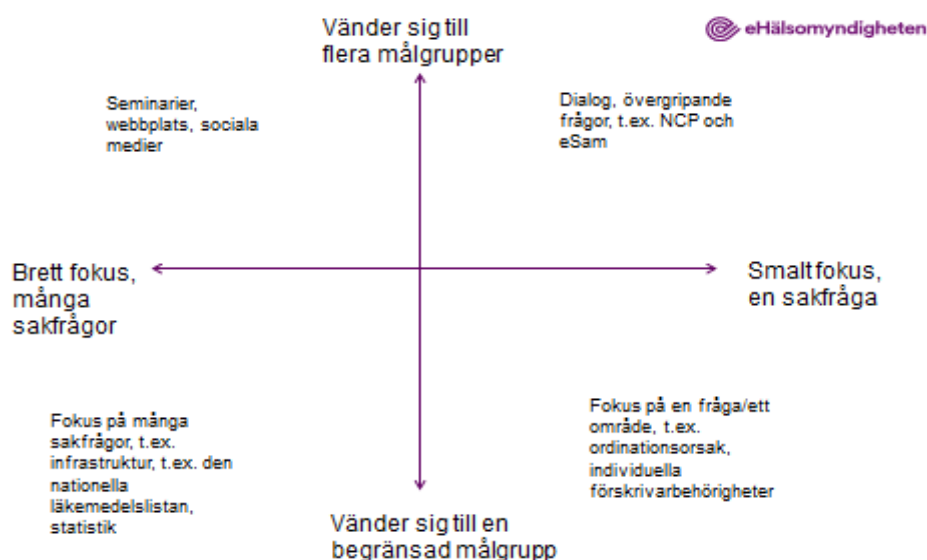 Vänder sig till
flera målgrupper
eHälsomyndigheten
Seminarier,
webbplats, sociala
medier
Dialog, övergripande
frågor, t.ex. NCP och
eSam
Brett fokus,
många
sakfrågor
Smalt fokus,
en sakfråga
Fokus på många
sakfrågor, t.ex.
infrastruktur, t.ex. den
nationella
läkemedelslistan,
statistik
Fokus på en fråga/ett
område, t.ex.
ordinationsorsak,
individuella
förskrivarbehörigheter
Vänder sig till en
begränsad målgrupp